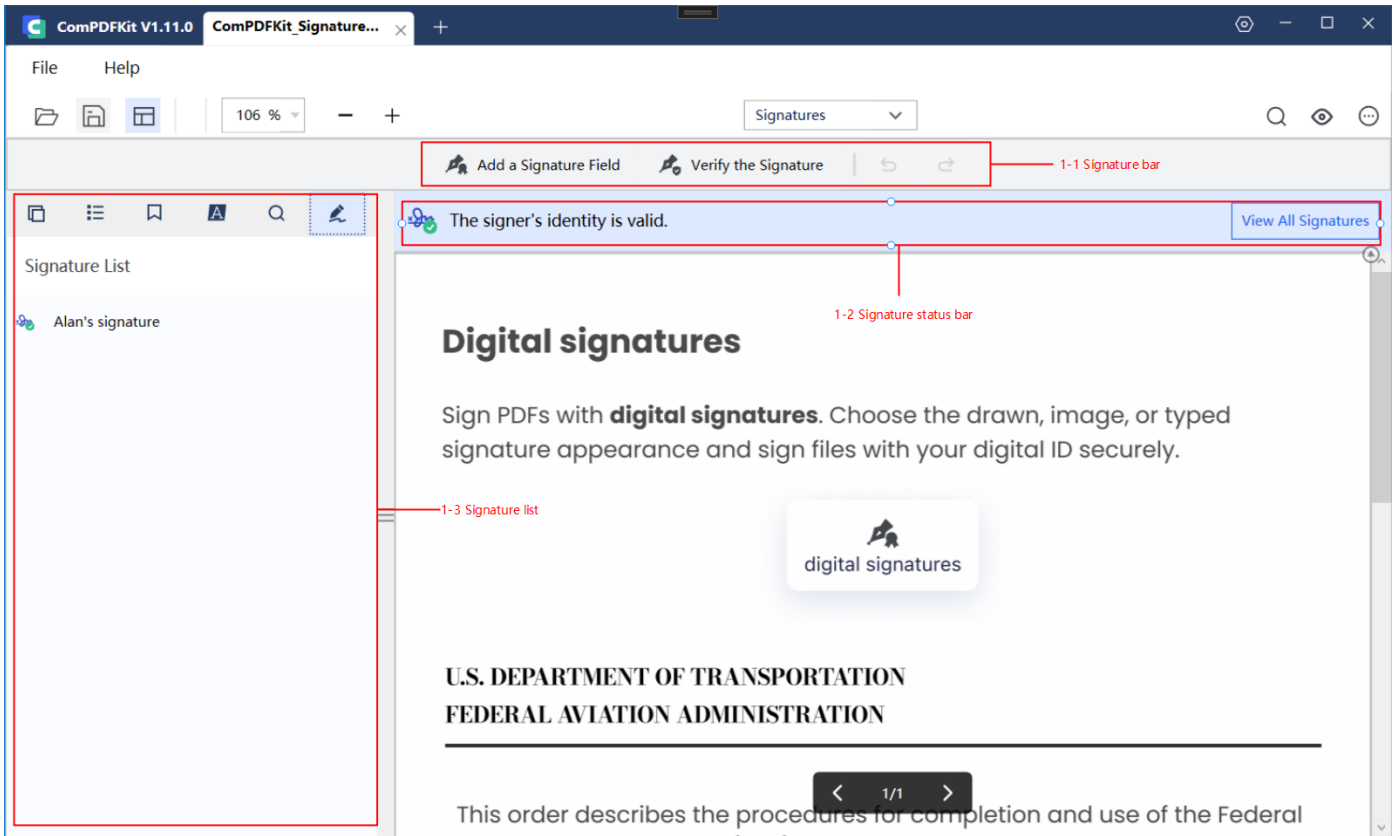 ComPDFKit V1.11.0
ComPDFKit_Signature...
File
Help
106 %
Signatures
Add a Signature Field
Verify the Signature
1-1 Signature bar
The signer's identity is valid.
View All Signatures
Signature List
Alan's signature
1-2 Signature status bar
Digital signatures
Sign PDFs with digital signatures. Choose the drawn, image, or typed
signature appearance and sign files with your digital ID securely.
1-3 Signature list
digital signatures
U.S. DEPARTMENT OF TRANSPORTATION
FEDERAL AVIATION ADMINISTRATION
1/1
This order describes the procedures for completion and use of the Federal